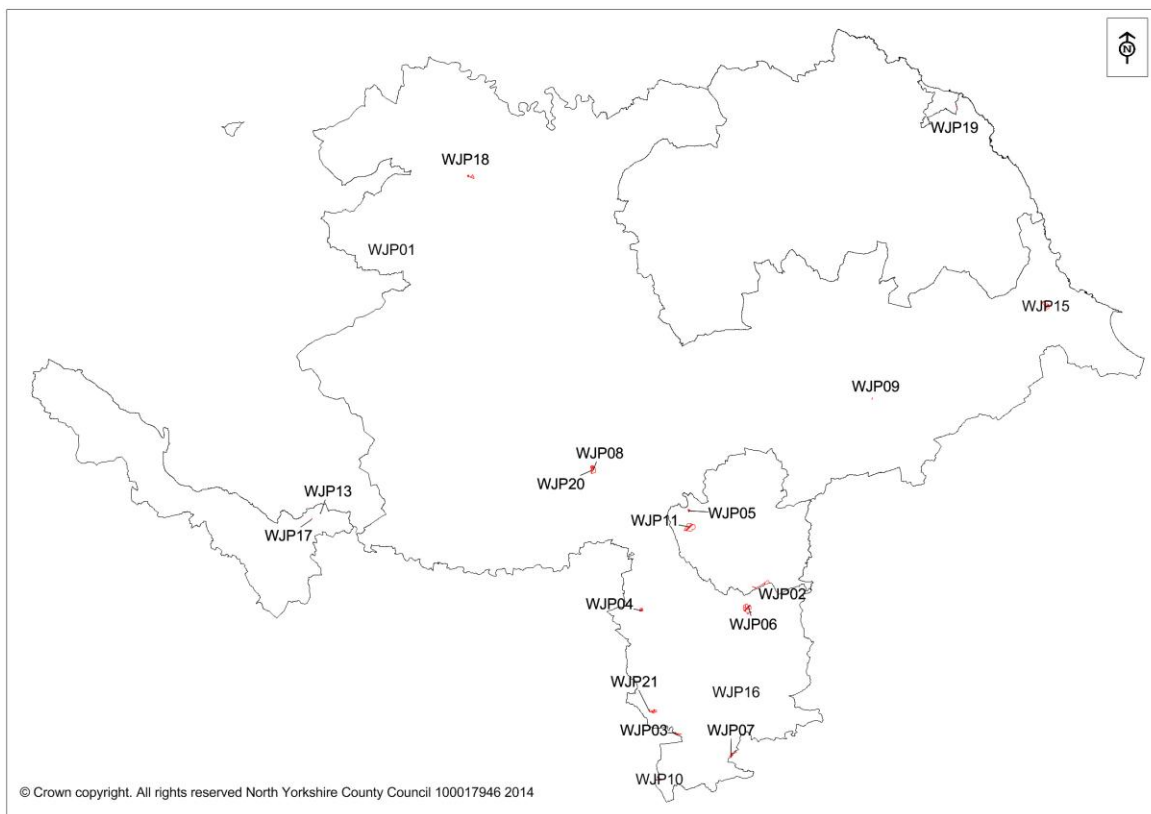 N
WJP19
WJP18
WJP01
WJP15
WJP09
WJP08
WJP20
WJP13
WJP05
WJP11
WJP17
WJP02
WJP04
WJP06
WJP21
WJP16
WJP03
WJP07
WJP10
© Crown copyright. All rights reserved North Yorkshire County Council 100017946 2014